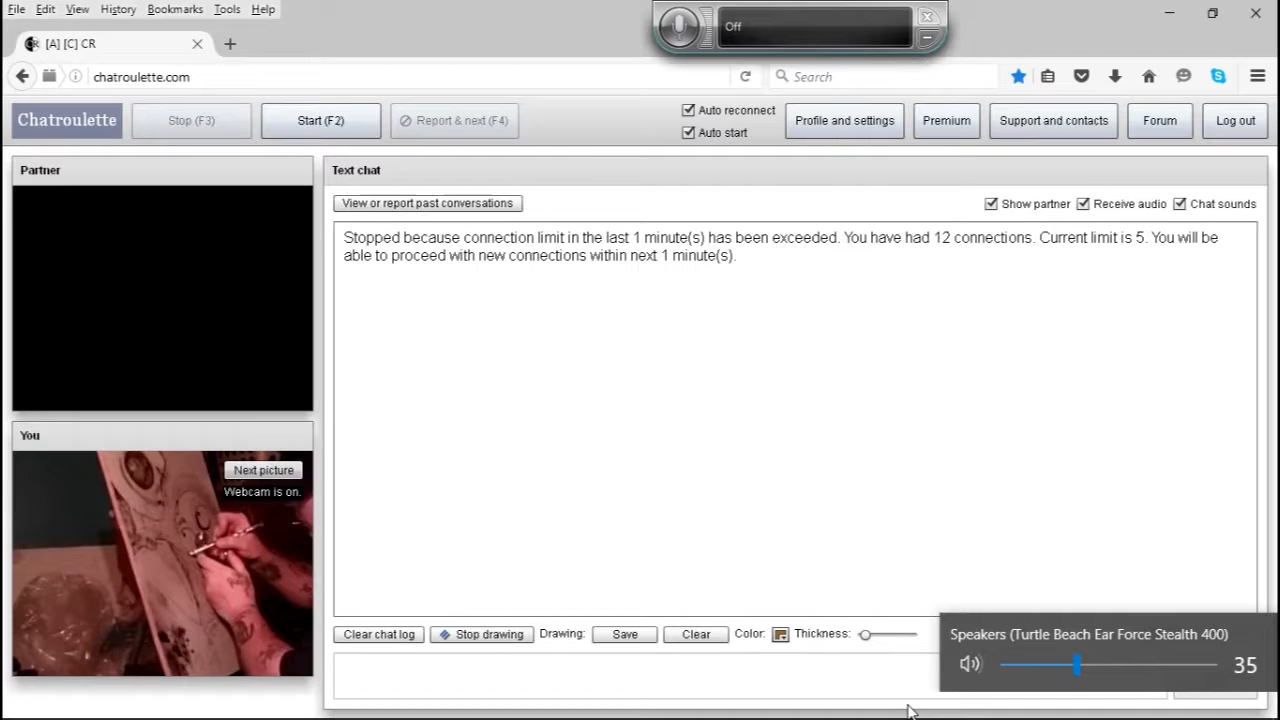 File Edit View History Bookmarks Tools Help
Off
[A] [C] CR
chatroulette.com
Search
Chatroulette
Stop (F3)
Start (F2)
Report & next (F4)
Auto reconnect
Auto start
Profile and settings
Premium
Support and contacts
Forum
Log out
Partner
Text chat
View or report past conversations
Show partner
Receive audio
Chat sounds
Stopped because connection limit in the last 1 minute(s) has been exceeded. You have had 12 connections. Current limit is 5. You will be
able to proceed with new connections within next 1 minute(s).
You
Next picture
Webcam is on.
Clear chat log
Stop drawing
Drawing:
Save
Clear
Color:
Thickness:
Speakers (Turtle Beach Ear Force Stealth 400)
35